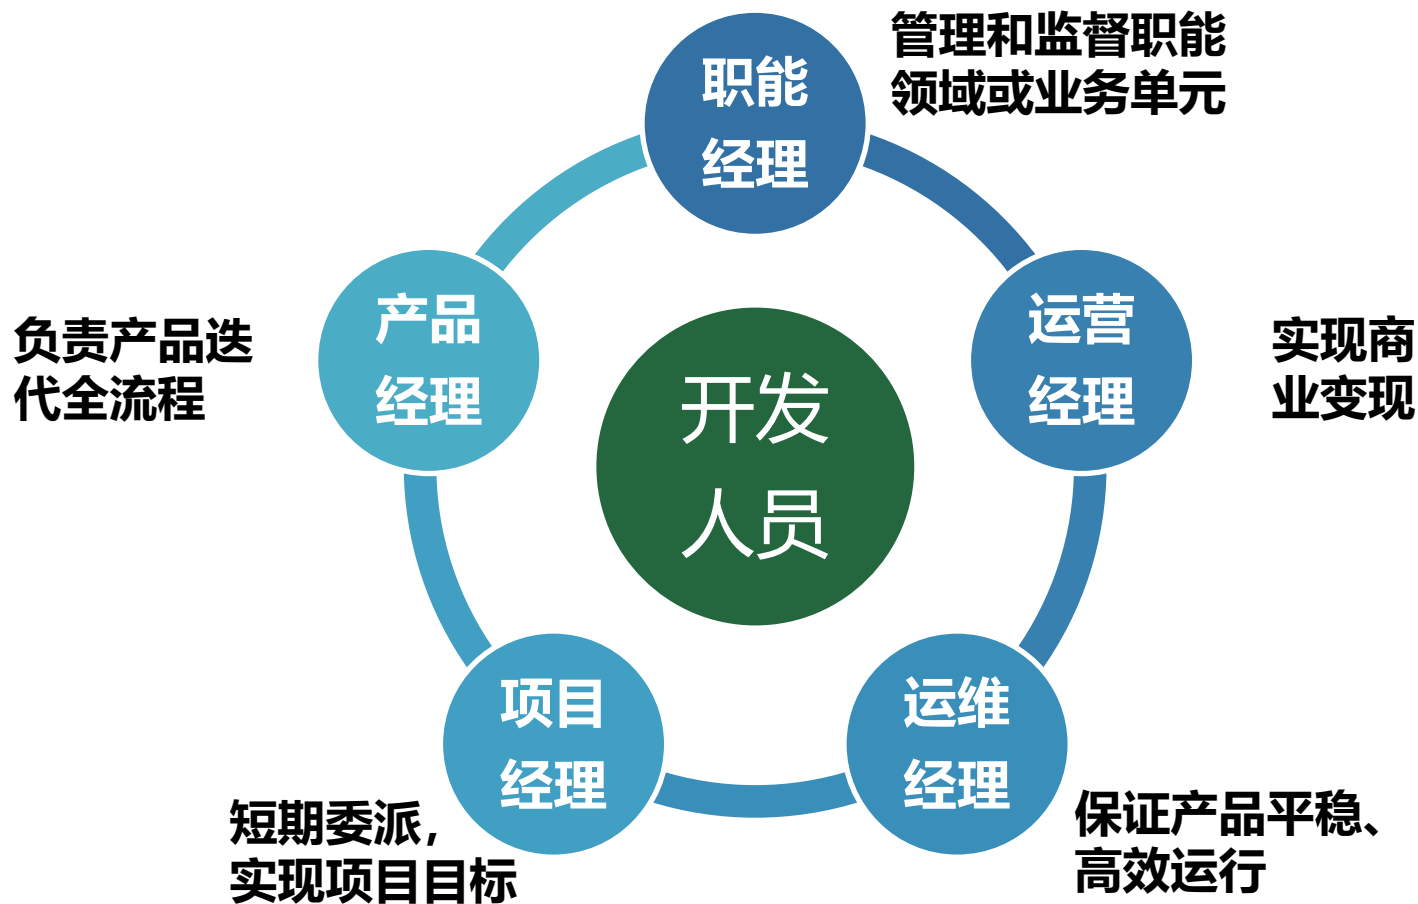 职能
经理
管理和监督职能
领域或业务单元
产品
经理
负责产品迭
代全流程
运营
经理
实现商
业变现
开发
人员
项目
经理
短期委派，
实现项目目标
运维
经理
保证产品平稳、
高效运行